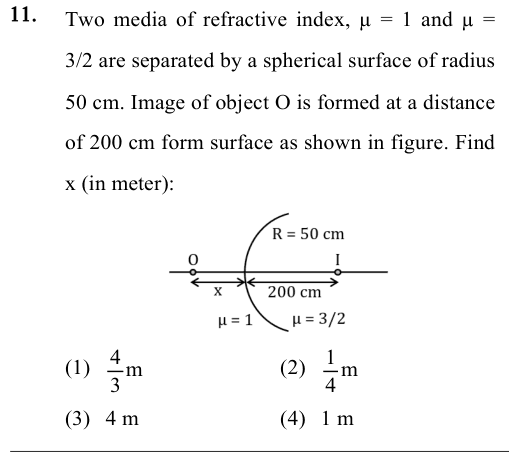 11. Two media of refractive index, μ = 1 and μ =
3/2 are separated by a spherical surface of radius
50 cm. Image of object O is formed at a distance
of 200 cm form surface as shown in figure. Find
x (in meter):
R = 50 cm
O I
x 200 cm
μ = 1 μ = 3/2
(1) 4/3 m (2) 1/4 m
(3) 4 m (4) 1 m